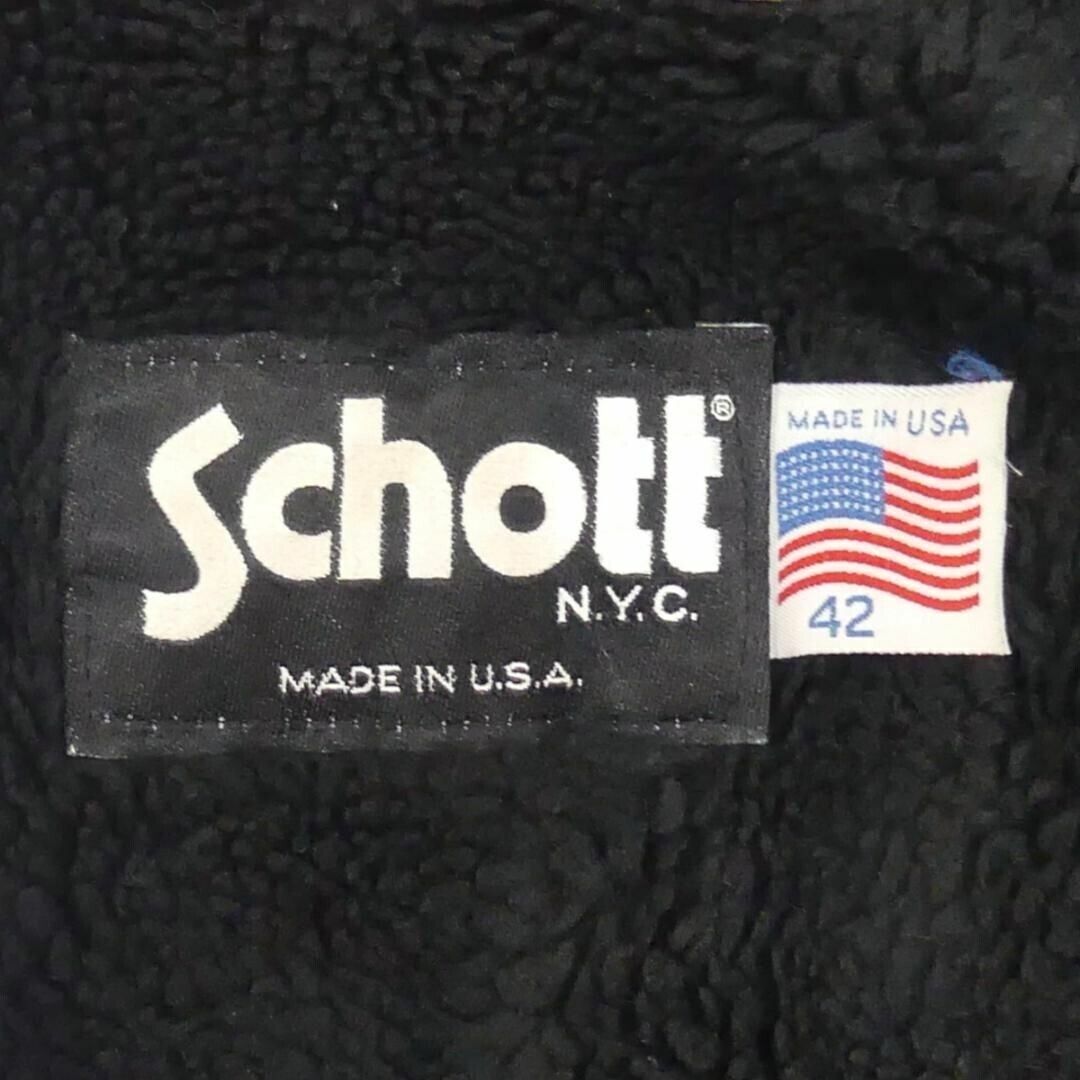 Schott®
N.Y.C.
MADE IN U.S.A.
MADE IN USA
42